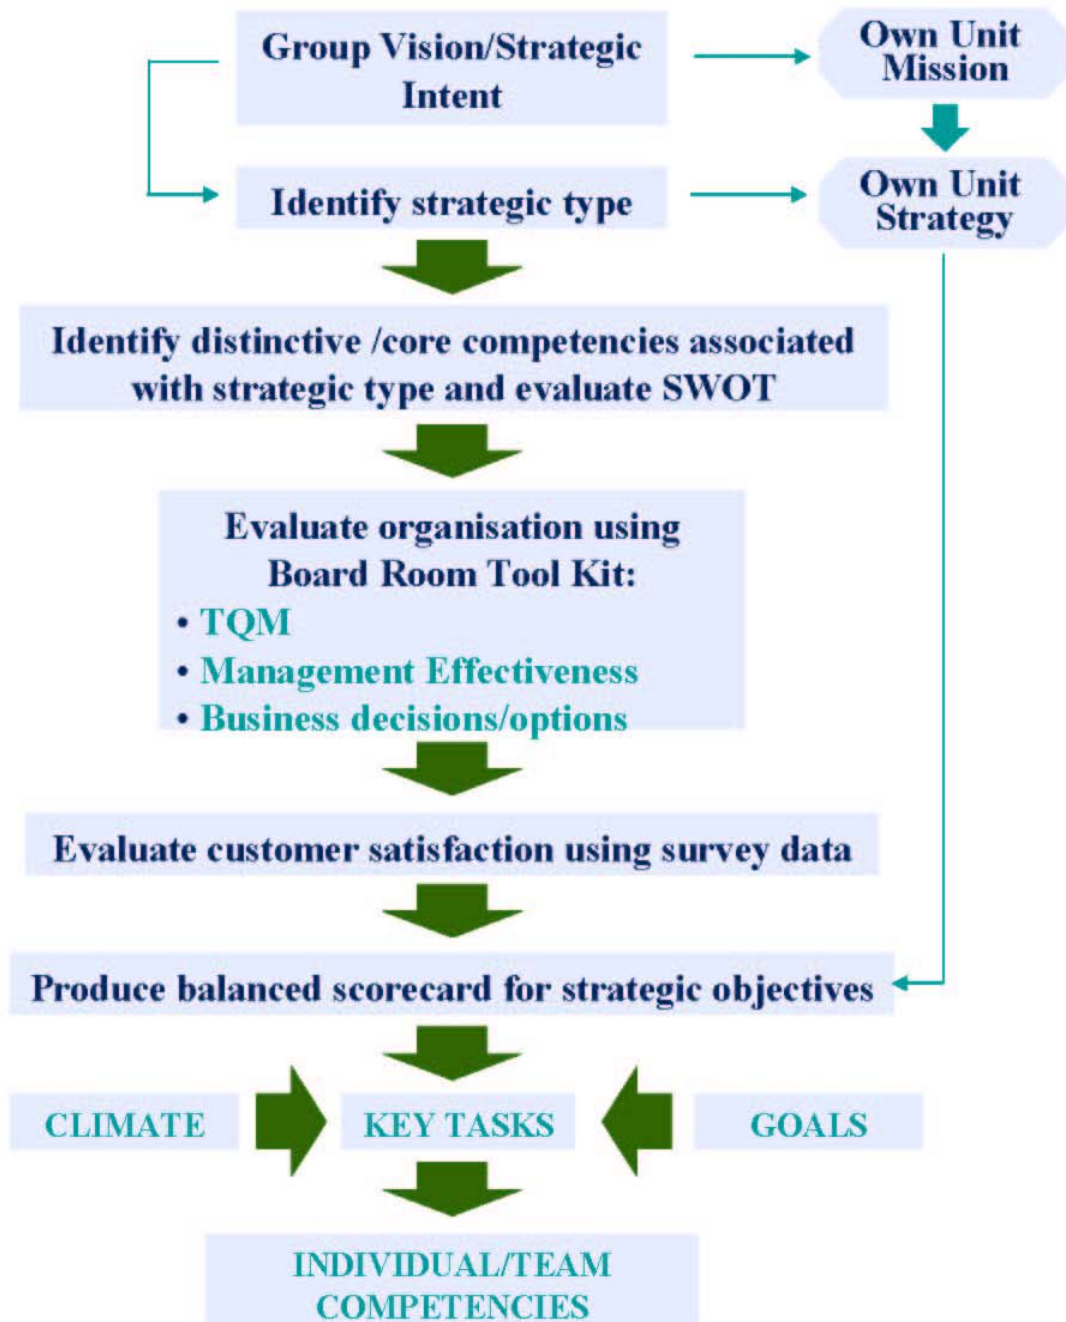 Group Vision/Strategic
Intent
Own Unit
Mission
Identify strategic type
Own Unit
Strategy
Identify distinctive /core competencies associated
with strategic type and evaluate SWOT
Evaluate organisation using
Board Room Tool Kit:
• TQM
• Management Effectiveness
• Business decisions/options
Evaluate customer satisfaction using survey data
Produce balanced scorecard for strategic objectives
CLIMATE
KEY TASKS
GOALS
INDIVIDUAL/TEAM
COMPETENCIES